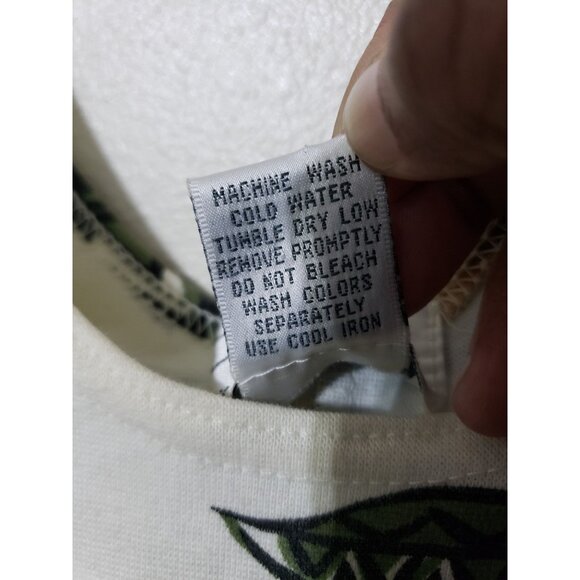 MACHINE WASH
COLD WATER
TUMBLE DRY LOW
REMOVE PROMPTLY
DO NOT BLEACH
WASH COLORS
SEPARATELY
USE COOL IRON